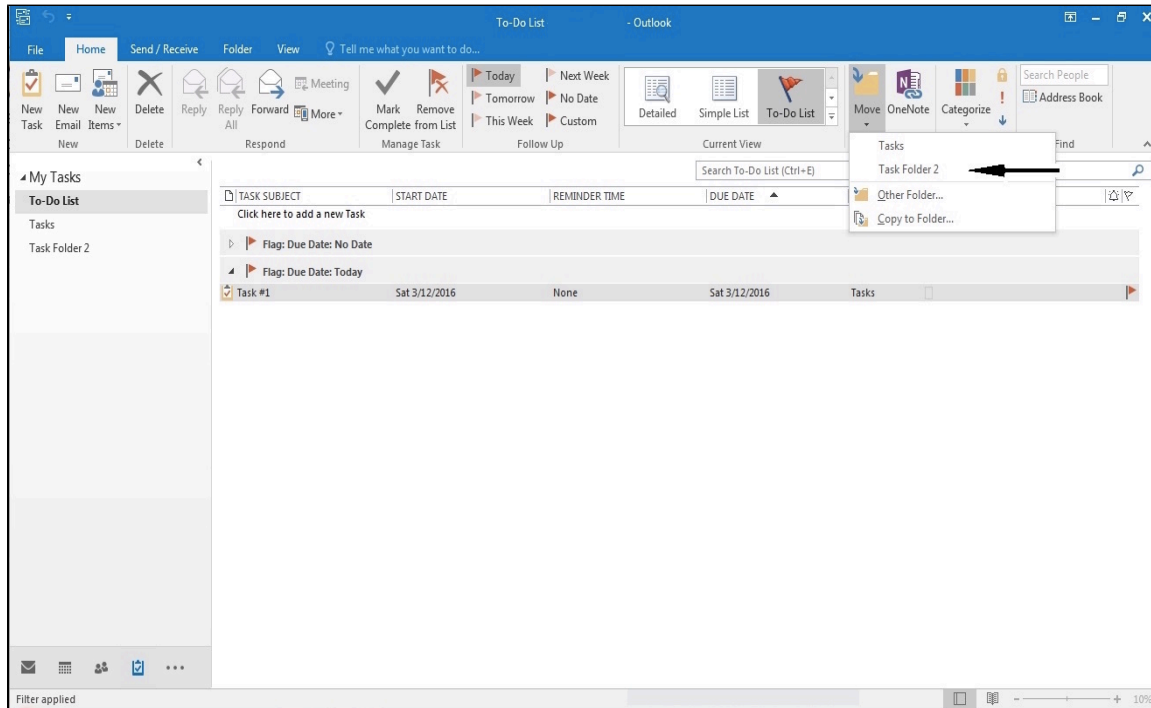 To-Do List - Outlook
File Home Send / Receive Folder View Tell me what you want to do...
New Task
New Email
New Items
Delete
Reply
Reply All
Forward
Meeting
More
Mark Complete
Remove from List
Today
Tomorrow
This Week
Next Week
No Date
Custom
Detailed
Simple List
To-Do List
Move
OneNote
Categorize
Search People
Address Book
New Delete Respond Manage Task Follow Up Current View Find
Tasks
Task Folder 2
Other Folder...
Copy to Folder...
My Tasks
To-Do List
Tasks
Task Folder 2
Search To-Do List (Ctrl+E)
TASK SUBJECT START DATE REMINDER TIME DUE DATE
Click here to add a new Task
Flag: Due Date: No Date
Flag: Due Date: Today
Task #1 Sat 3/12/2016 None Sat 3/12/2016 Tasks
Filter applied
10%